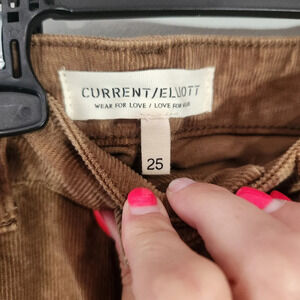 CURRENT/ELLIOTT
WEAR FOR LOVE / LOVE FOR WEAR
25